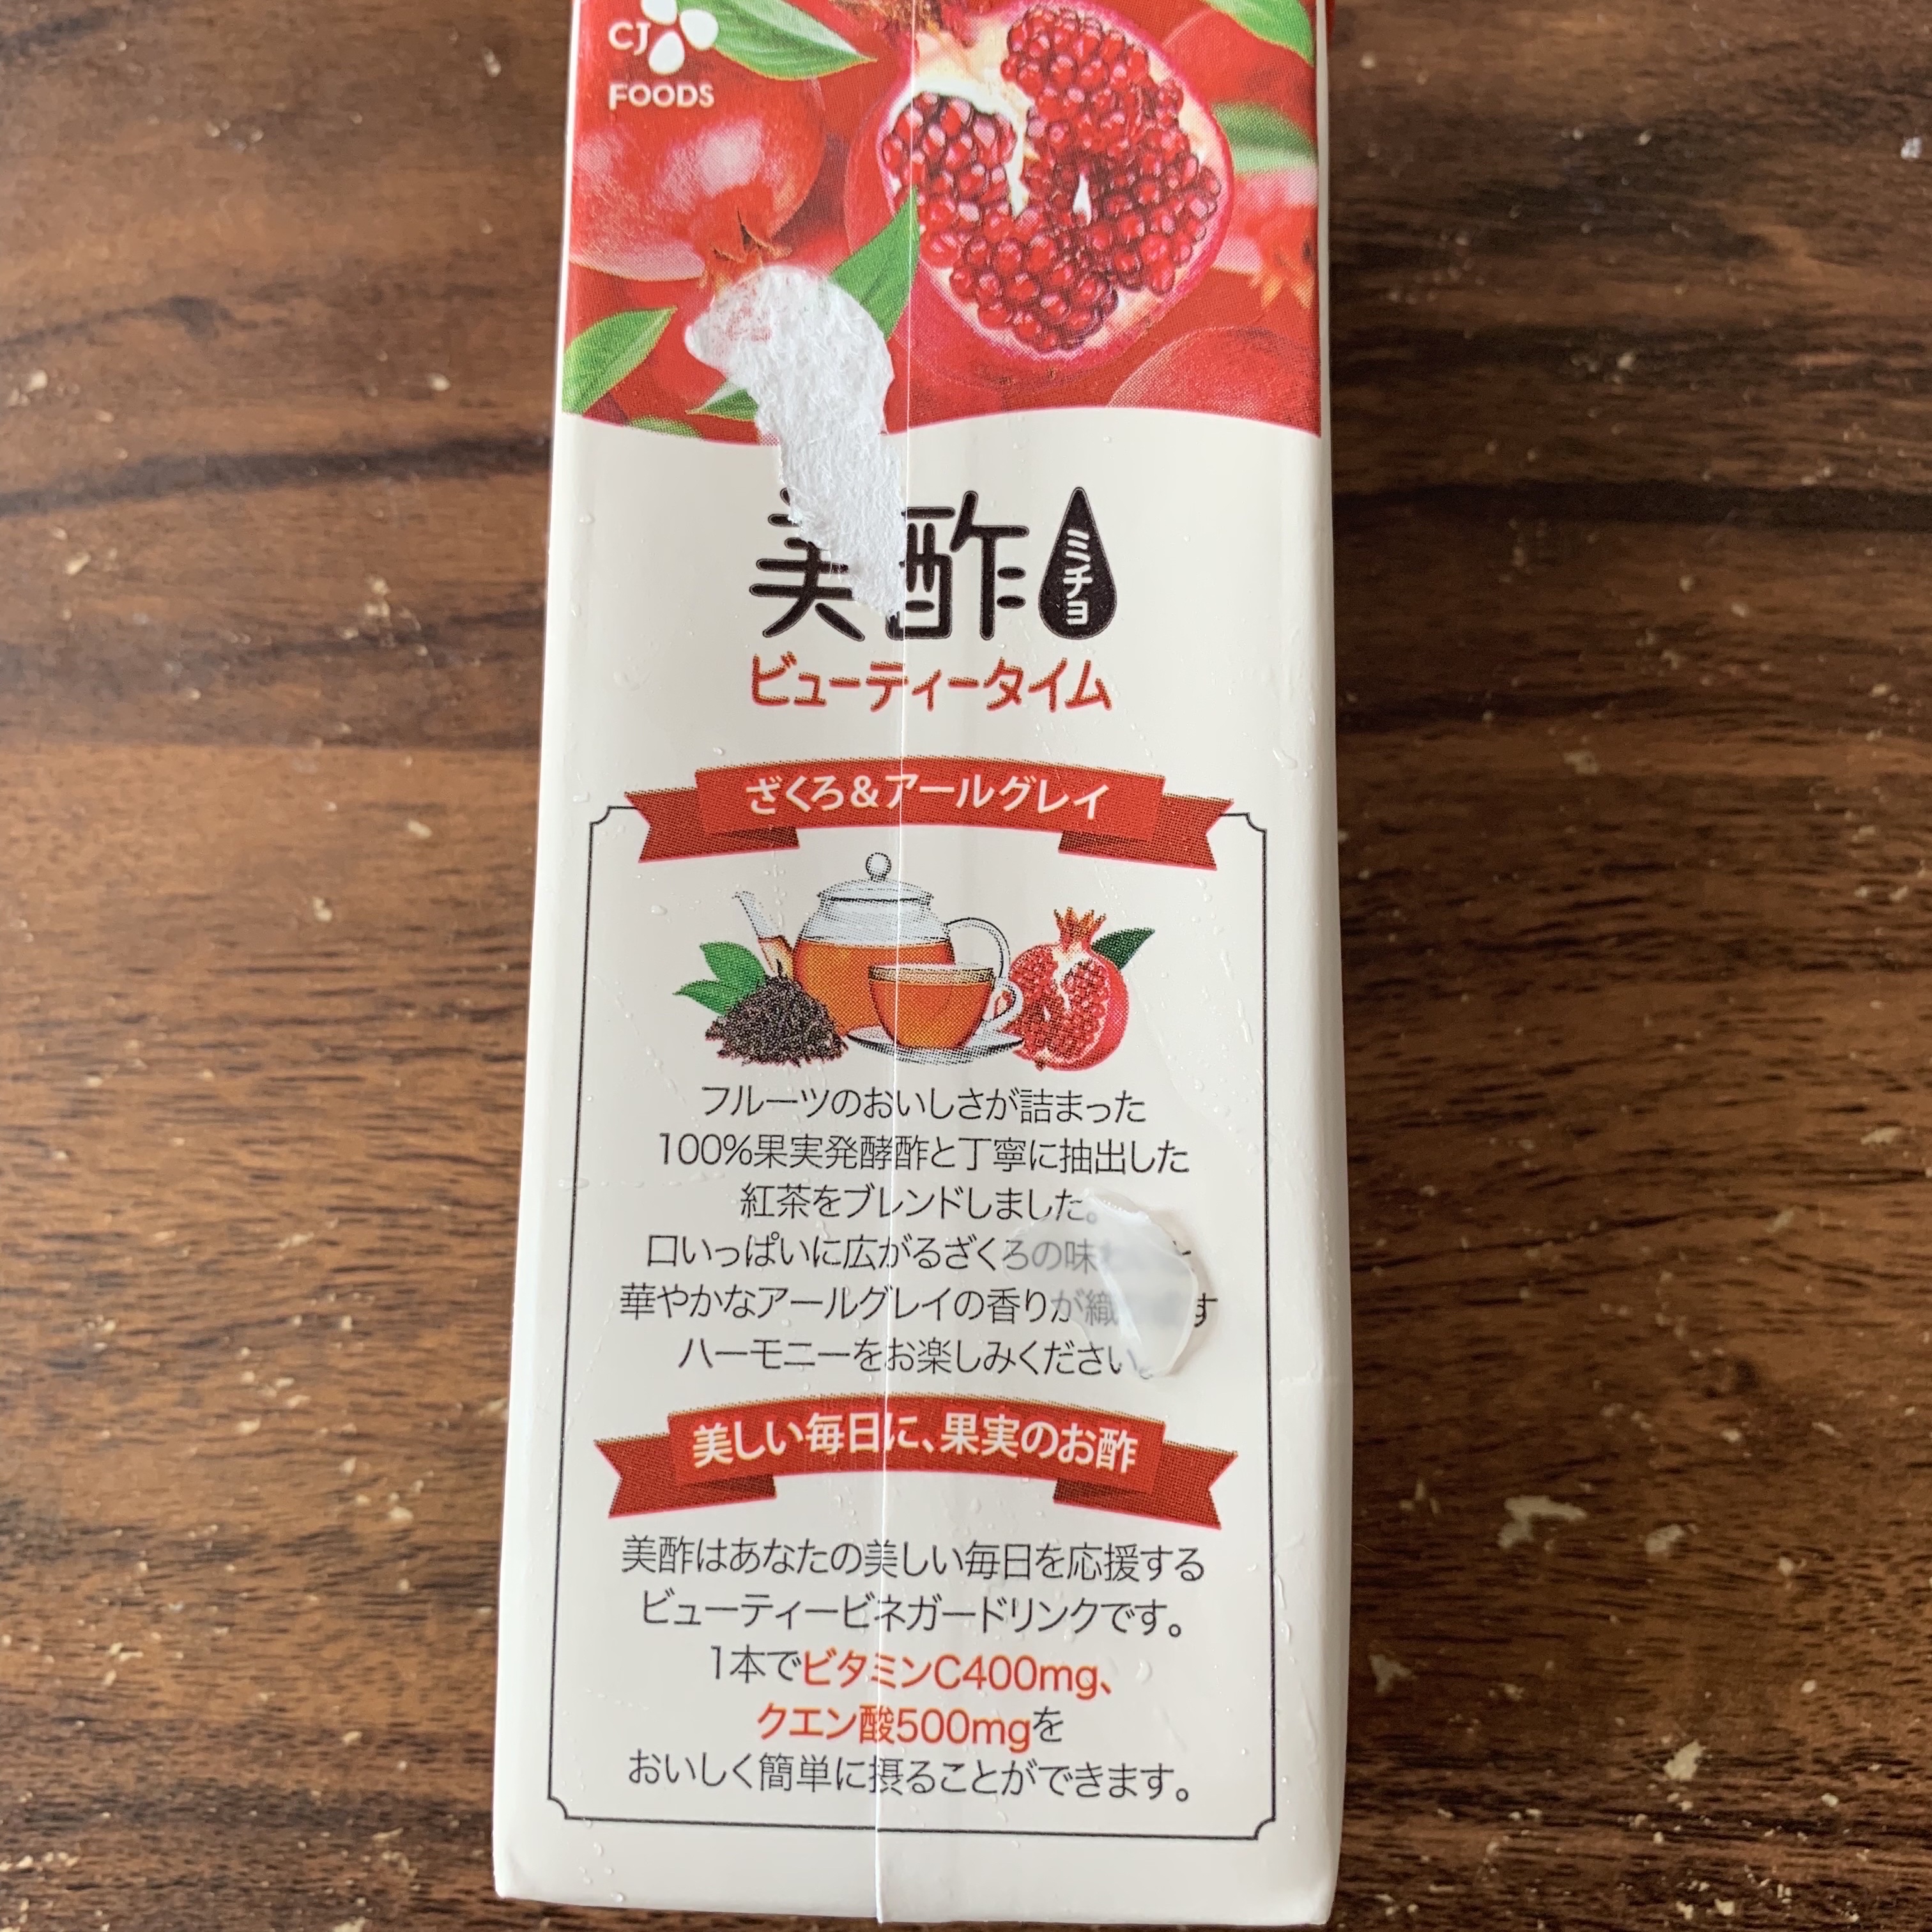 CJ
FOODS
美酢
ミチョ
ビューティータイム
ざくろ&アールグレイ
フルーツのおいしさが詰まった
100%果実発酵酢と丁寧に抽出した
紅茶をブレンドしました。
口いっぱいに広がるざくろの味
華やかなアールグレイの香りが織 す
ハーモニーをお楽しみください。
美しい毎日に、果実のお酢
美酢はあなたの美しい毎日を応援する
ビューティービネガードリンクです。
1本でビタミンC400mg、
クエン酸500mgを
おいしく簡単に摂ることができます。